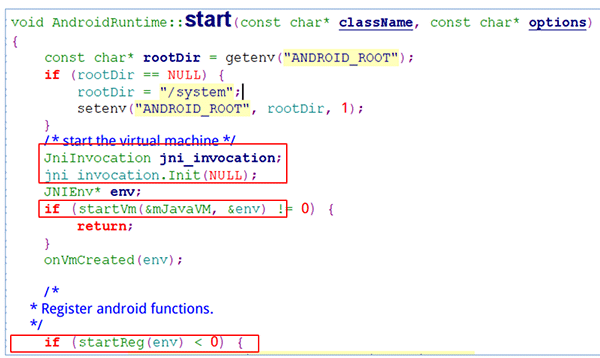 void AndroidRuntime::start(const char* className, const char* options)
{
const char* rootDir = getenv("ANDROID_ROOT");
if (rootDir == NULL) {
rootDir = "/system";
setenv("ANDROID_ROOT", rootDir, 1);
}
/* start the virtual machine */
JniInvocation jni_invocation;
jni_invocation.Init(NULL);
JNIEnv* env;
if (startVm(&mJavaVM, &env) != 0) {
return;
}
onVmCreated(env);
/*
* Register android functions.
*/
if (startReg(env) < 0) {